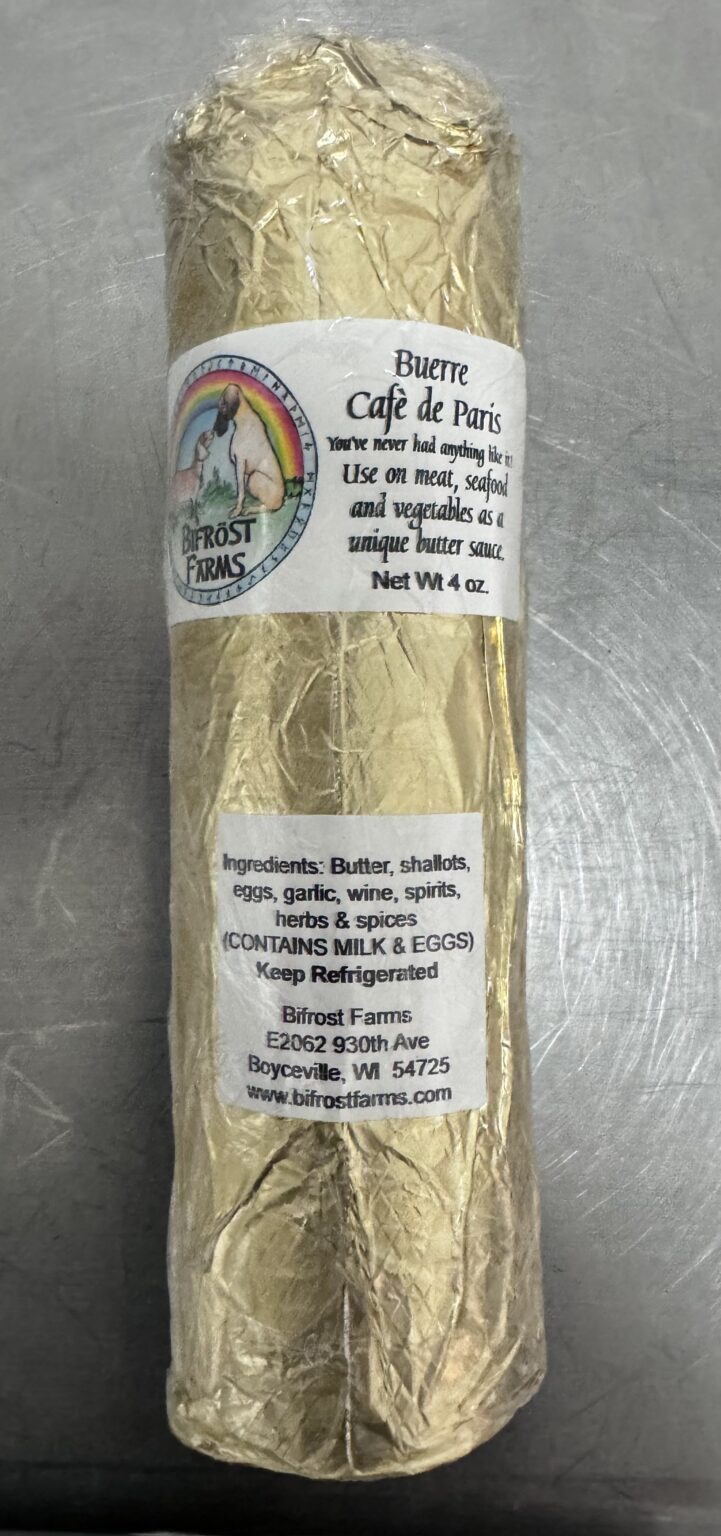 Buerre
Cafè de Paris
You've never had anything like it!
Use on meat, seafood
and vegetables as a
unique butter sauce.
Net Wt 4 oz.
BIFRÖST
FARMS
Ingredients: Butter, shallots,
eggs, garlic, wine, spirits,
herbs & spices
(CONTAINS MILK & EGGS)
Keep Refrigerated
Bifrost Farms
E2062 930th Ave
Boyceville, WI 54725
www.bifrostfarms.com